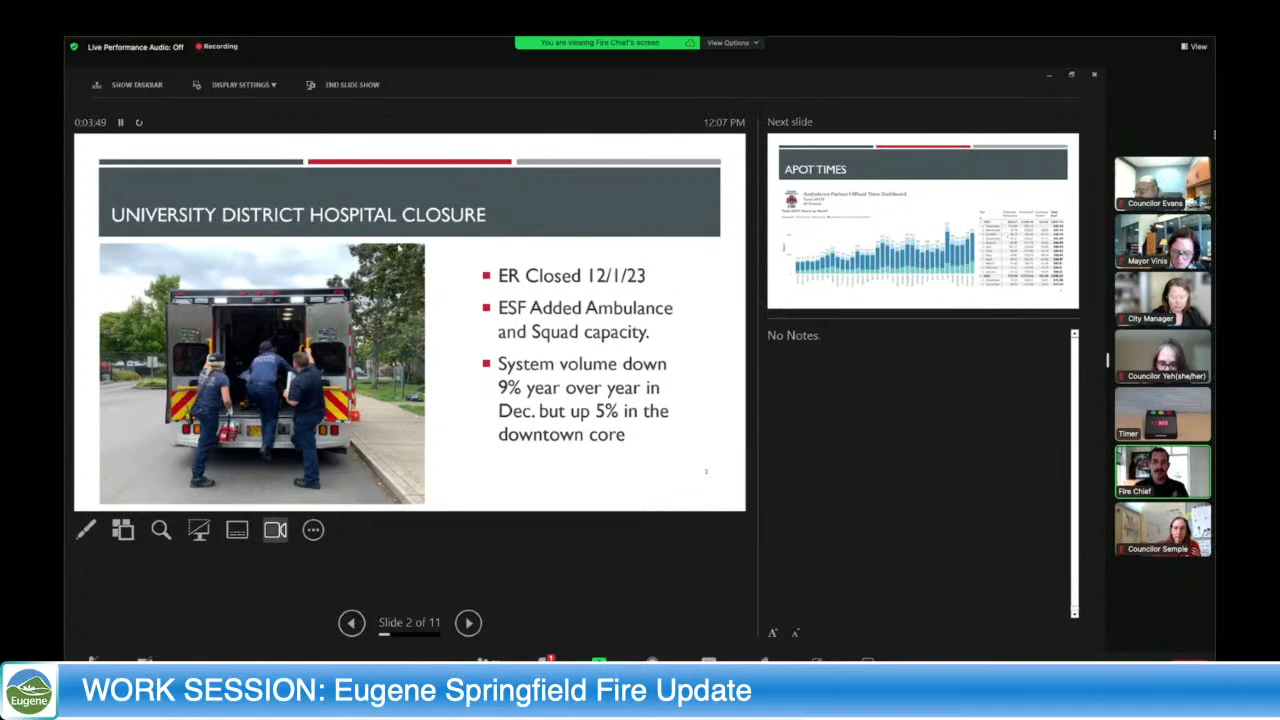 Live Performance Audio: Off
Recording
You are viewing Fire Chief's screen
View Options
View
SHOW TASKBAR
DISPLAY SETTINGS
END SLIDE SHOW
0:03:49
12:07 PM
UNIVERSITY DISTRICT HOSPITAL CLOSURE
ER Closed 12/1/23
ESF Added Ambulance
and Squad capacity.
System volume down
9% year over year in
Dec. but up 5% in the
downtown core
2
Slide 2 of 11
Next slide
APOT TIMES
Ambulance Patient Offload Time Dashboard
No Notes.
A
A
Councilor Evans
Mayor Vinis
City Manager
Councilor Yeh(she/her)
Timer
Fire Chief
Councilor Semple
1
Eugene
WORK SESSION: Eugene Springfield Fire Update